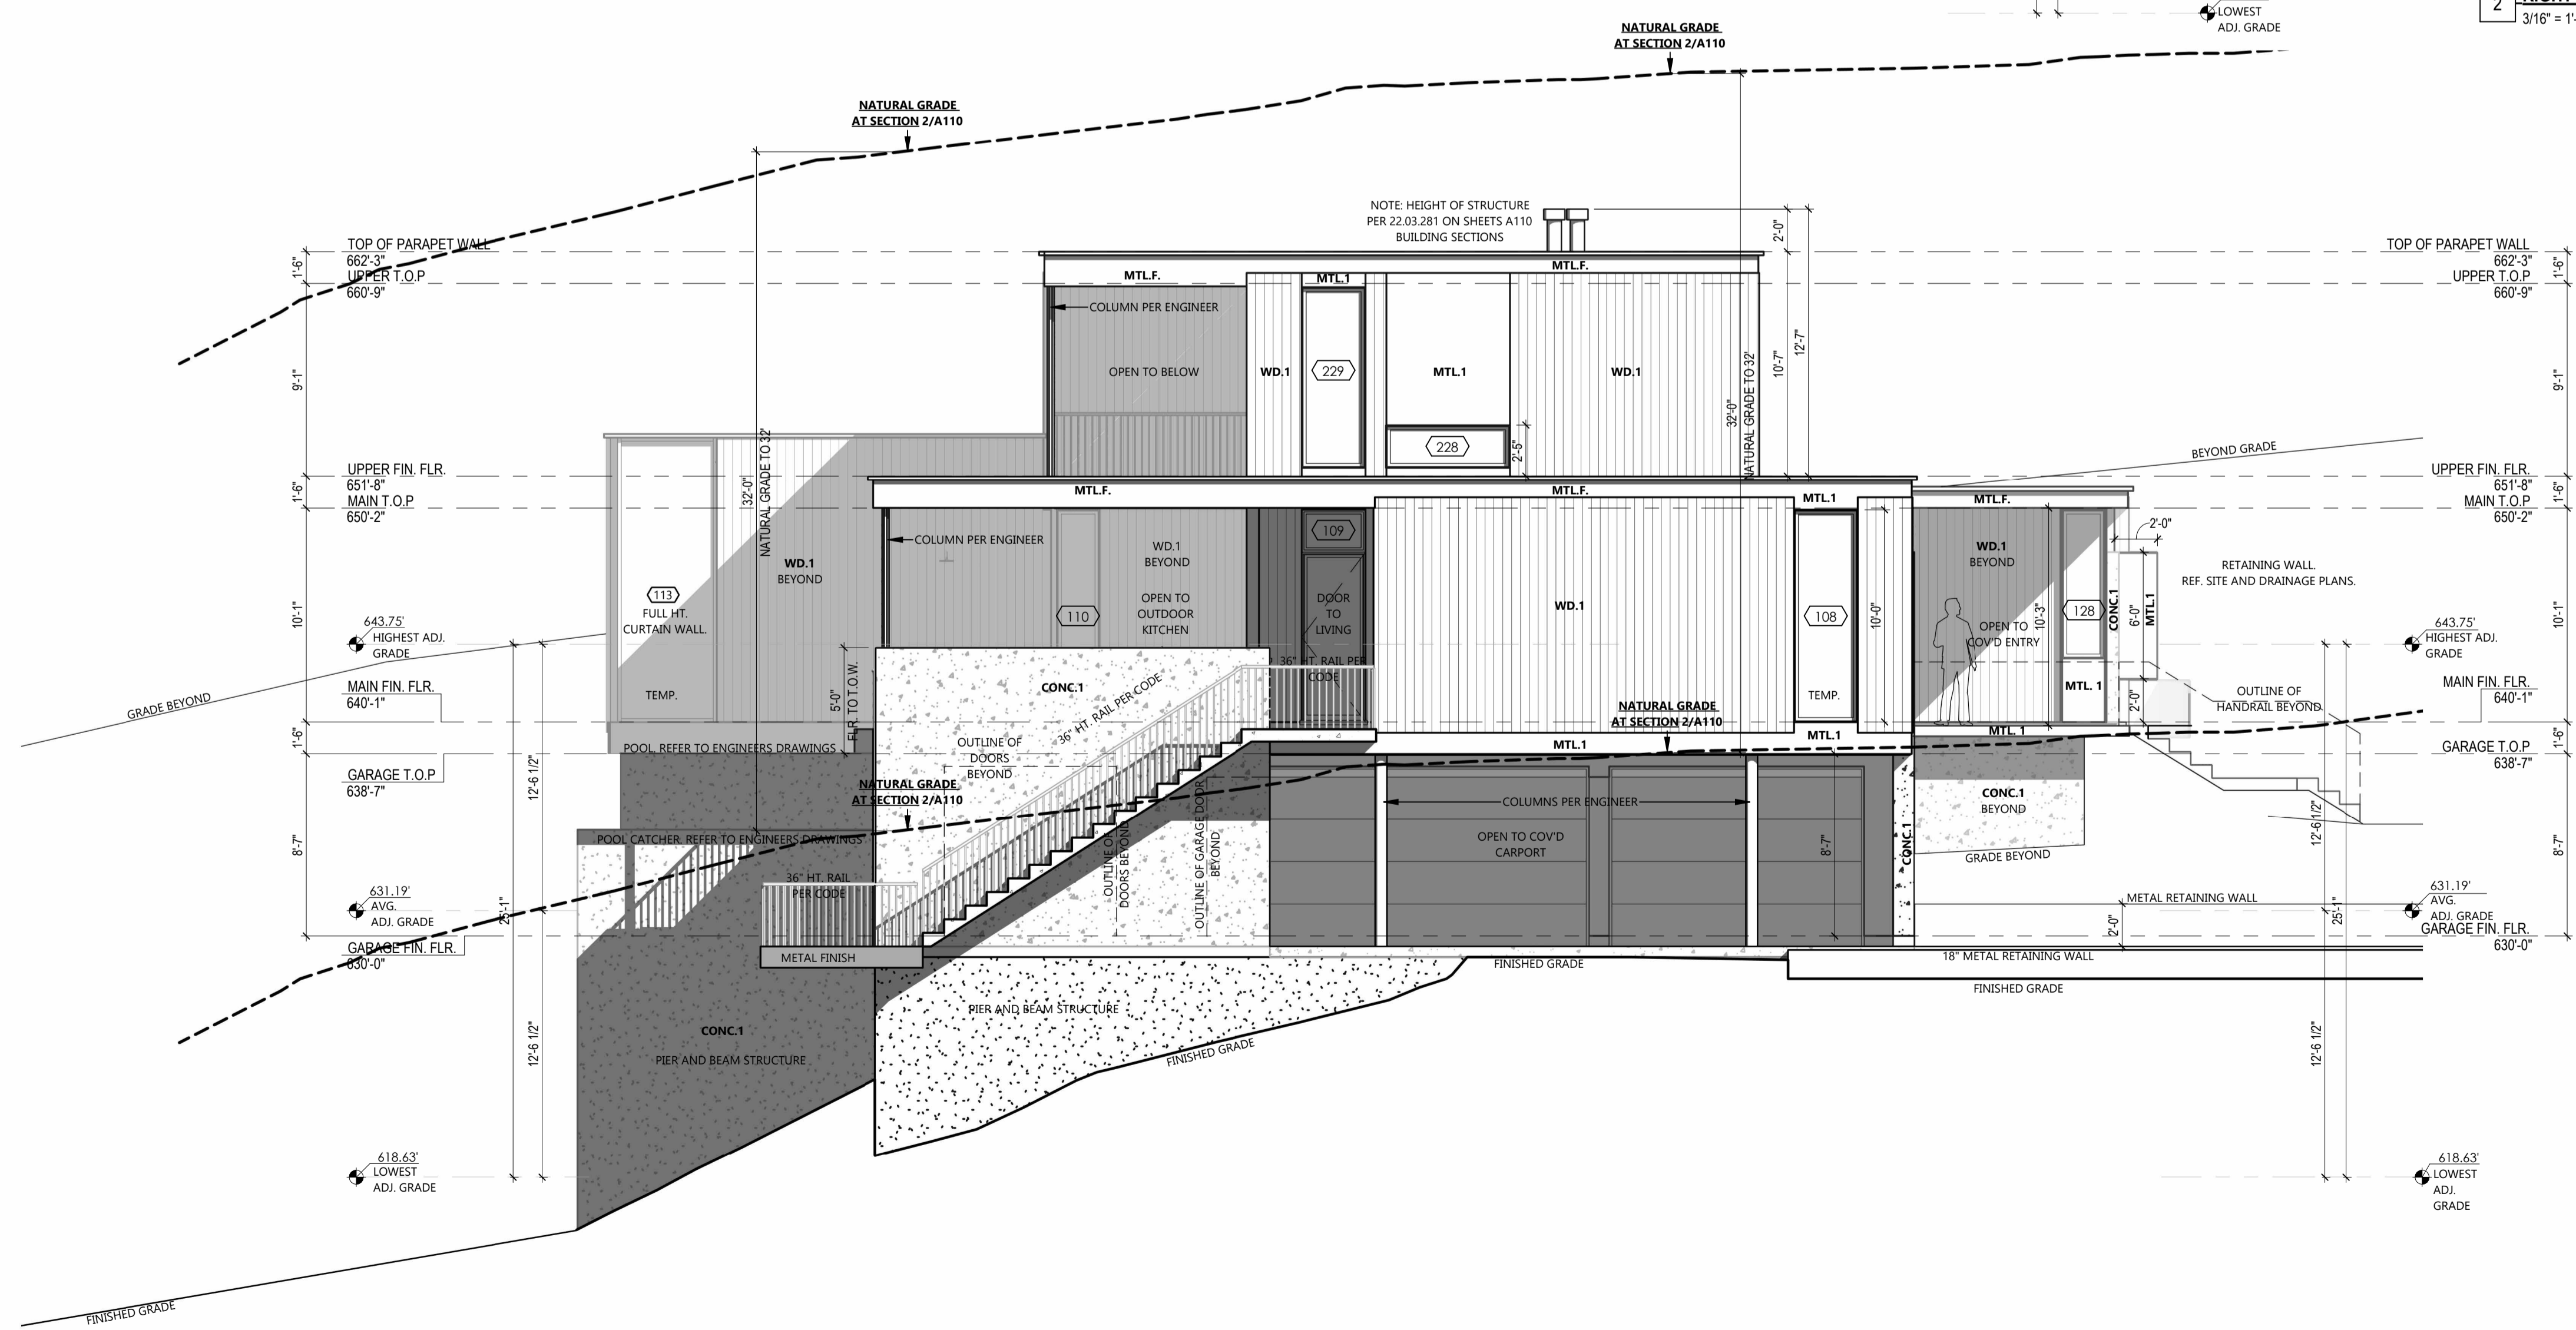 LOWEST
ADJ. GRADE
2
3/16" = 1'-
NATURAL GRADE
AT SECTION 2/A110
NATURAL GRADE
AT SECTION 2/A110
NOTE: HEIGHT OF STRUCTURE
PER 22.03.281 ON SHEETS A110
BUILDING SECTIONS
2'-0"
TOP OF PARAPET WALL
662'-3"
1'-6"
UPPER T.O.P
660'-9"
TOP OF PARAPET WALL
662'-3"
1'-6"
UPPER T.O.P
660'-9"
MTL.F.
MTL.F.
MTL.1
COLUMN PER ENGINEER
OPEN TO BELOW
WD.1
229
MTL.1
WD.1
228
2'-5"
32'-0"
NATURAL GRADE TO 32'
10'-7"
12'-7"
9'-1"
9'-1"
BEYOND GRADE
UPPER FIN. FLR.
651'-8"
1'-6"
MAIN T.O.P
650'-2"
UPPER FIN. FLR.
651'-8"
1'-6"
MAIN T.O.P
650'-2"
32'-0"
NATURAL GRADE TO 32'
MTL.F.
MTL.F.
MTL.1
MTL.F.
2'-0"
COLUMN PER ENGINEER
WD.1
BEYOND
113
FULL HT.
CURTAIN WALL.
TEMP.
110
WD.1
BEYOND
OPEN TO
OUTDOOR
KITCHEN
109
DOOR
TO
LIVING
WD.1
108
TEMP.
10'-0"
WD.1
BEYOND
OPEN TO
COV'D ENTRY
10'-3"
128
MTL. 1
CONC.1
6'-0"
MTL.1
2'-0"
RETAINING WALL.
REF. SITE AND DRAINAGE PLANS.
10'-1"
10'-1"
643.75'
HIGHEST ADJ.
GRADE
643.75'
HIGHEST ADJ.
GRADE
GRADE BEYOND
MAIN FIN. FLR.
640'-1"
1'-6"
GARAGE T.O.P
638'-7"
MAIN FIN. FLR.
640'-1"
1'-6"
GARAGE T.O.P
638'-7"
OUTLINE OF
HANDRAIL BEYOND
5'-0"
FLR. TO T.O.W.
CONC.1
36" HT. RAIL PER CODE
36" HT. RAIL PER
CODE
NATURAL GRADE
AT SECTION 2/A110
MTL.1
MTL.1
MTL. 1
POOL, REFER TO ENGINEERS DRAWINGS
OUTLINE OF
DOORS
BEYOND
NATURAL GRADE
AT SECTION 2/A110
POOL CATCHER. REFER TO ENGINEERS DRAWINGS
OUTLINE OF
DOORS BEYOND
OUTLINE OF GARAGE DOOR
BEYOND
COLUMNS PER ENGINEER
OPEN TO COV'D
CARPORT
8'-7"
CONC.1
CONC.1
BEYOND
GRADE BEYOND
12'-6 1/2"
12'-6 1/2"
8'-7"
8'-7"
36" HT. RAIL
PER CODE
631.19'
AVG.
ADJ. GRADE
25'-1"
GARAGE FIN. FLR.
630'-0"
METAL RETAINING WALL
2'-0"
25'-1"
631.19'
AVG.
ADJ. GRADE
GARAGE FIN. FLR.
630'-0"
METAL FINISH
FINISHED GRADE
18" METAL RETAINING WALL
FINISHED GRADE
PIER AND BEAM STRUCTURE
CONC.1
PIER AND BEAM STRUCTURE
FINISHED GRADE
12'-6 1/2"
12'-6 1/2"
618.63'
LOWEST
ADJ. GRADE
618.63'
LOWEST
ADJ.
GRADE
FINISHED GRADE